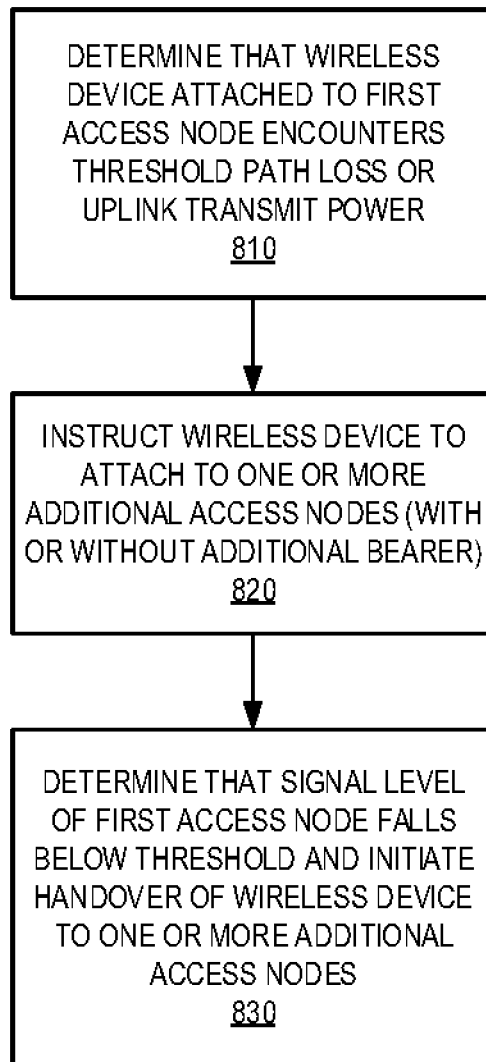 DETERMINE THAT WIRELESS
DEVICE ATTACHED TO FIRST
ACCESS NODE ENCOUNTERS
THRESHOLD PATH LOSS OR
UPLINK TRANSMIT POWER
810
INSTRUCT WIRELESS DEVICE TO
ATTACH TO ONE OR MORE
ADDITIONAL ACCESS NODES (WITH
OR WITHOUT ADDITIONAL BEARER)
820
DETERMINE THAT SIGNAL LEVEL
OF FIRST ACCESS NODE FALLS
BELOW THRESHOLD AND INITIATE
HANDOVER OF WIRELESS DEVICE
TO ONE OR MORE ADDITIONAL
ACCESS NODES
830